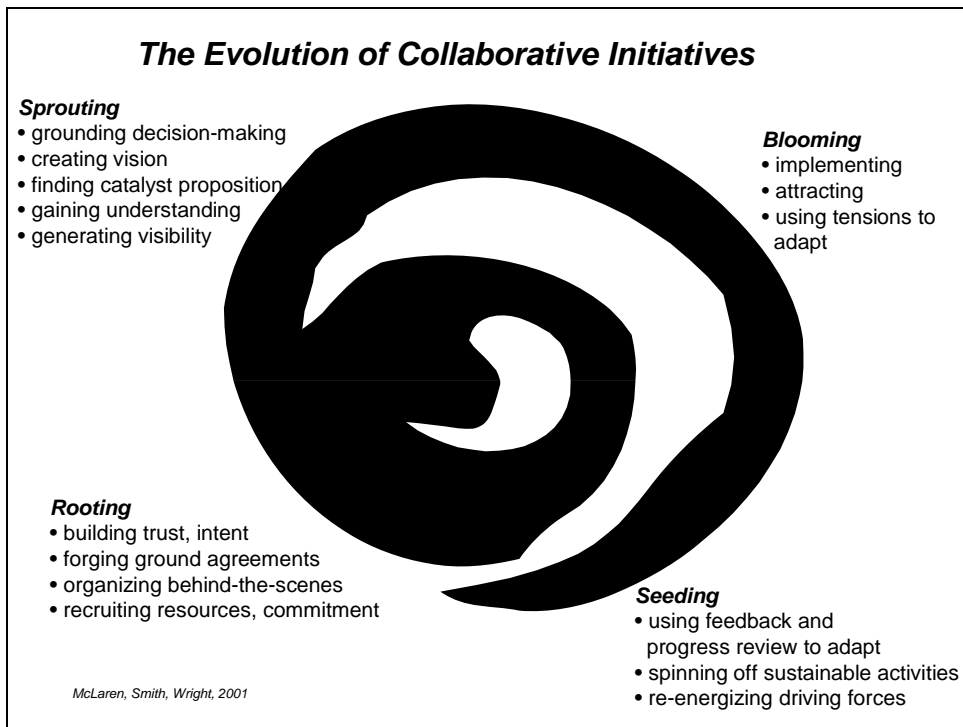 The Evolution of Collaborative Initiatives
Sprouting
• grounding decision-making
• creating vision
• finding catalyst proposition
• gaining understanding
• generating visibility
Blooming
• implementing
• attracting
• using tensions to
adapt
Rooting
• building trust, intent
• forging ground agreements
• organizing behind-the-scenes
• recruiting resources, commitment
Seeding
• using feedback and
progress review to adapt
• spinning off sustainable activities
• re-energizing driving forces
McLaren, Smith, Wright, 2001